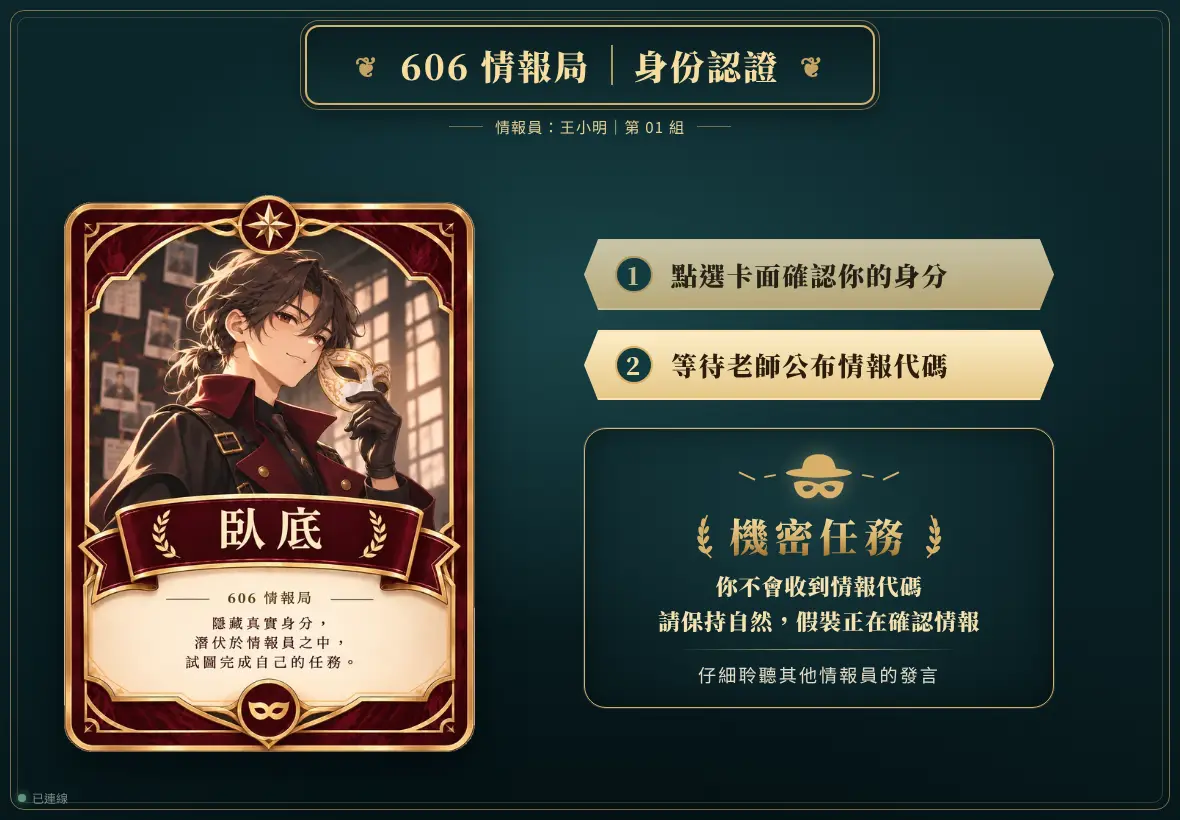 606 情報局｜身份認證
情報員：王小明｜第 01 組
臥底
606 情報局
隱藏真實身分，
潛伏於情報員之中，
試圖完成自己的任務。
1 點選卡面確認你的身分
2 等待老師公布情報代碼
機密任務
你不會收到情報代碼
請保持自然，假裝正在確認情報
仔細聆聽其他情報員的發言
已連線